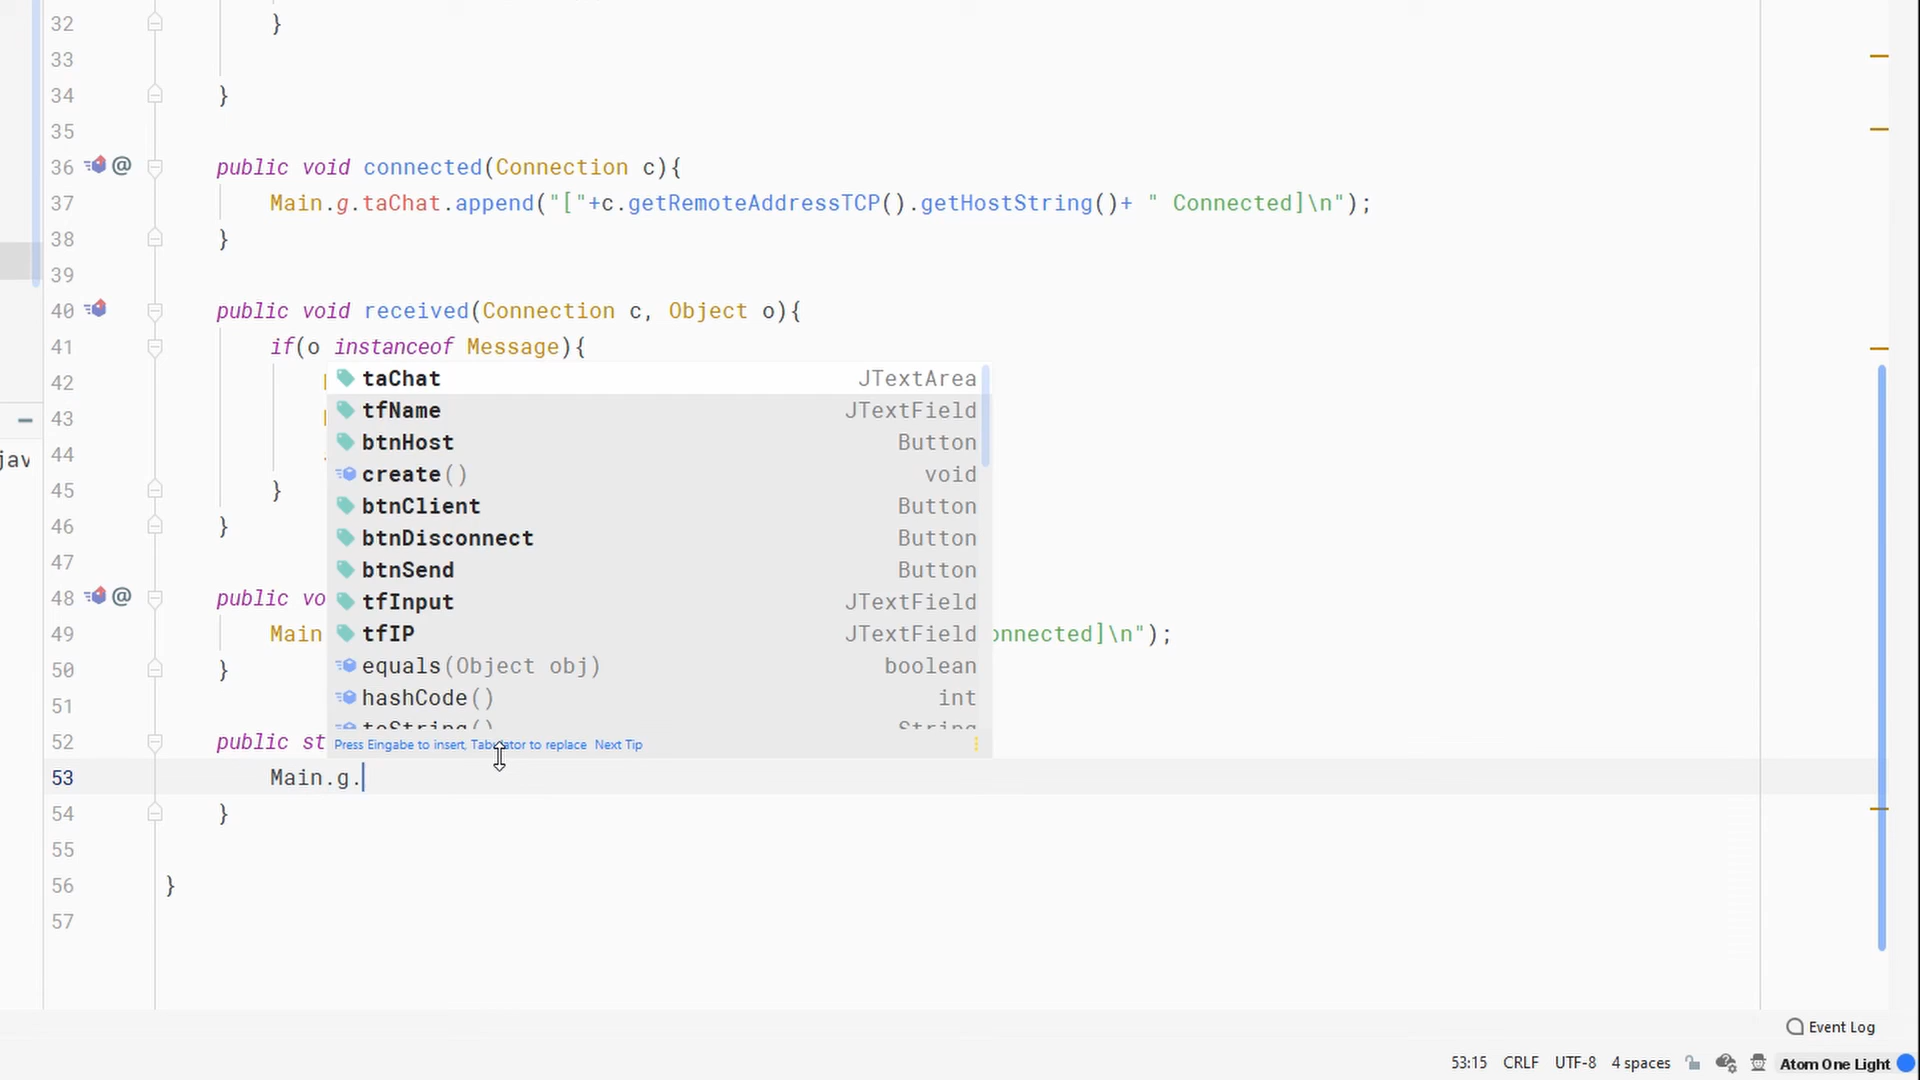 32 }
33
34 }
35
36 @ public void connected(Connection c){
37 Main.g.taChat.append("["+c.getRemoteAddressTCP().getHostString()+ " Connected]\n");
38 }
39
40 public void received(Connection c, Object o){
41 if(o instanceof Message){
42
taChat JTextArea
tfName JTextField
43
btnHost Button
44
jav
create() void
45 }
btnClient Button
46 }
btnDisconnect Button
47
btnSend Button
48 @ public vo
tfInput JTextField
49 Main onnected]\n");
tfIP JTextField
50 }
equals(Object obj) boolean
51
hashCode() int
toString() String
52 public st
Press Eingabe to insert, Tabulator to replace Next Tip
53 Main.g.
54 }
55
56 }
57
Event Log
53:15 CRLF UTF-8 4 spaces Atom One Light